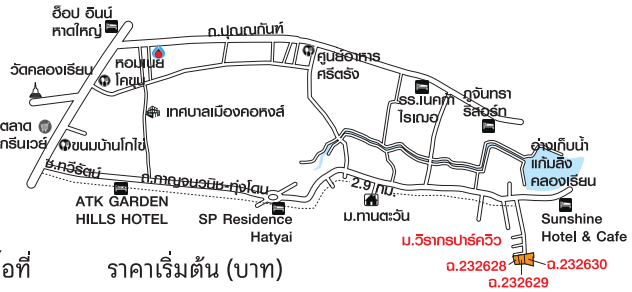 ฮ็อป อินน์
หาดใหญ่
ถ.ปุณณกันฑ์
วัดคลองเรียน
หอมเนย
โคขุน
ศูนย์อาหาร
ศรีตรัง
ตลาด
กรีนเวย์
เทศบาลเมืองคอหงส์
รร.เนคต้า
ไรเฌอ
ภูจันทรา
รีสอร์ท
ขนมบ้านโกไข่
ซ.ทวีรัตน์
ถ.กาญจนวนิช-ทุ่งโดน
2.9 กม.
อ่างเก็บน้ำ
แก้มลิง
คลองเรียน
ATK GARDEN
HILLS HOTEL
SP Residence
Hatyai
ม.ทานตะวัน
Sunshine
Hotel & Cafe
ม.วิรากรปาร์ควิว
ฉ.232628
ฉ.232630
ฉ.232629
ราคาเริ่มต้น (บาท)